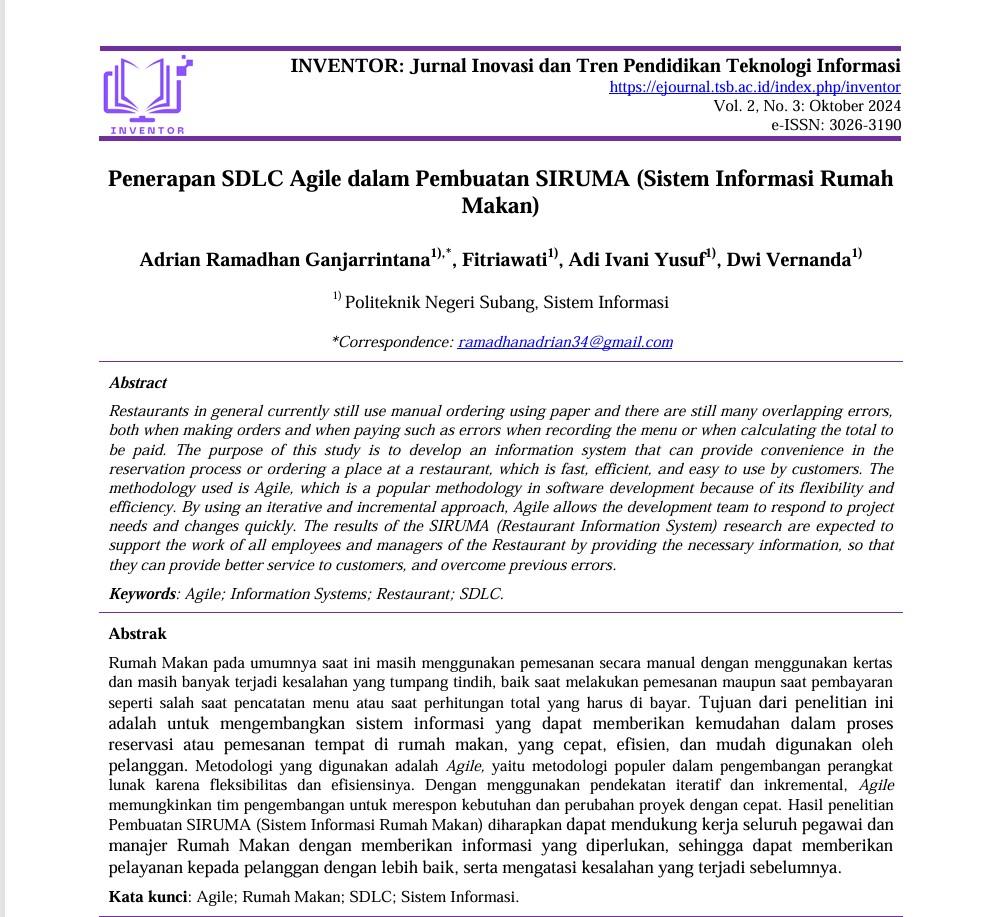 INVENTOR
INVENTOR: Jurnal Inovasi dan Tren Pendidikan Teknologi Informasi
https://ejournal.tsb.ac.id/index.php/inventor
Vol. 2, No. 3: Oktober 2024
e-ISSN: 3026-3190
Penerapan SDLC Agile dalam Pembuatan SIRUMA (Sistem Informasi Rumah
Makan)
Adrian Ramadhan Ganjarrintana1),*, Fitriawati1), Adi Ivani Yusuf1), Dwi Vernanda1)
1) Politeknik Negeri Subang, Sistem Informasi
*Correspondence: ramadhanadrian34@gmail.com
Abstract
Restaurants in general currently still use manual ordering using paper and there are still many overlapping errors,
both when making orders and when paying such as errors when recording the menu or when calculating the total to
be paid. The purpose of this study is to develop an information system that can provide convenience in the
reservation process or ordering a place at a restaurant, which is fast, efficient, and easy to use by customers. The
methodology used is Agile, which is a popular methodology in software development because of its flexibility and
efficiency. By using an iterative and incremental approach, Agile allows the development team to respond to project
needs and changes quickly. The results of the SIRUMA (Restaurant Information System) research are expected to
support the work of all employees and managers of the Restaurant by providing the necessary information, so that
they can provide better service to customers, and overcome previous errors.
Keywords: Agile; Information Systems; Restaurant; SDLC.
Abstrak
Rumah Makan pada umumnya saat ini masih menggunakan pemesanan secara manual dengan menggunakan kertas
dan masih banyak terjadi kesalahan yang tumpang tindih, baik saat melakukan pemesanan maupun saat pembayaran
seperti salah saat pencatatan menu atau saat perhitungan total yang harus di bayar. Tujuan dari penelitian ini
adalah untuk mengembangkan sistem informasi yang dapat memberikan kemudahan dalam proses
reservasi atau pemesanan tempat di rumah makan, yang cepat, efisien, dan mudah digunakan oleh
pelanggan. Metodologi yang digunakan adalah Agile, yaitu metodologi populer dalam pengembangan perangkat
lunak karena fleksibilitas dan efisiensinya. Dengan menggunakan pendekatan iteratif dan inkremental, Agile
memungkinkan tim pengembangan untuk merespon kebutuhan dan perubahan proyek dengan cepat. Hasil penelitian
Pembuatan SIRUMA (Sistem Informasi Rumah Makan) diharapkan dapat mendukung kerja seluruh pegawai dan
manajer Rumah Makan dengan memberikan informasi yang diperlukan, sehingga dapat memberikan
pelayanan kepada pelanggan dengan lebih baik, serta mengatasi kesalahan yang terjadi sebelumnya.
Kata kunci: Agile; Rumah Makan; SDLC; Sistem Informasi.